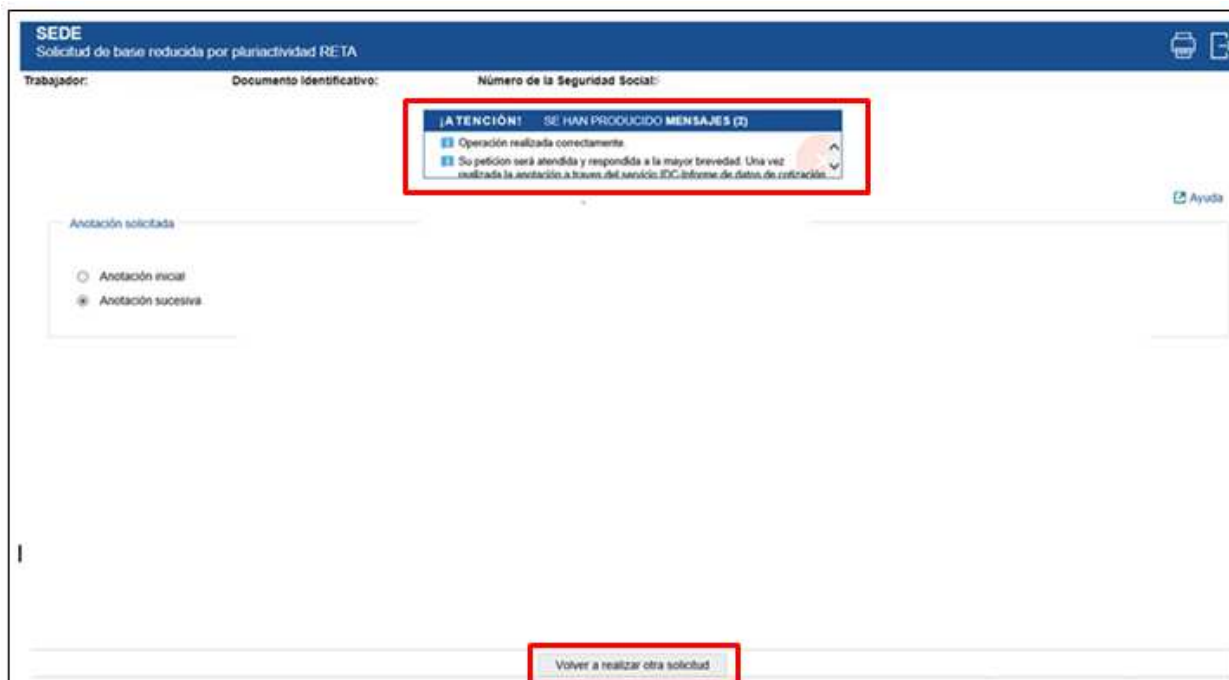 SEDE
Solicitud de base reducida por pluriactividad RETA
Trabajador: Documento Identificativo: Número de la Seguridad Social:
¡ATENCIÓN! SE HAN PRODUCIDO MENSAJES (2)
Operación realizada correctamente.
Su peticion será atendida y respondida a la mayor brevedad. Una vez
realizada la anotación a traves del servicio IDC-Informe de datos de cotización
Ayuda
Anotación solicitada
Anotación inicial
Anotación sucesiva
Volver a realizar otra solicitud